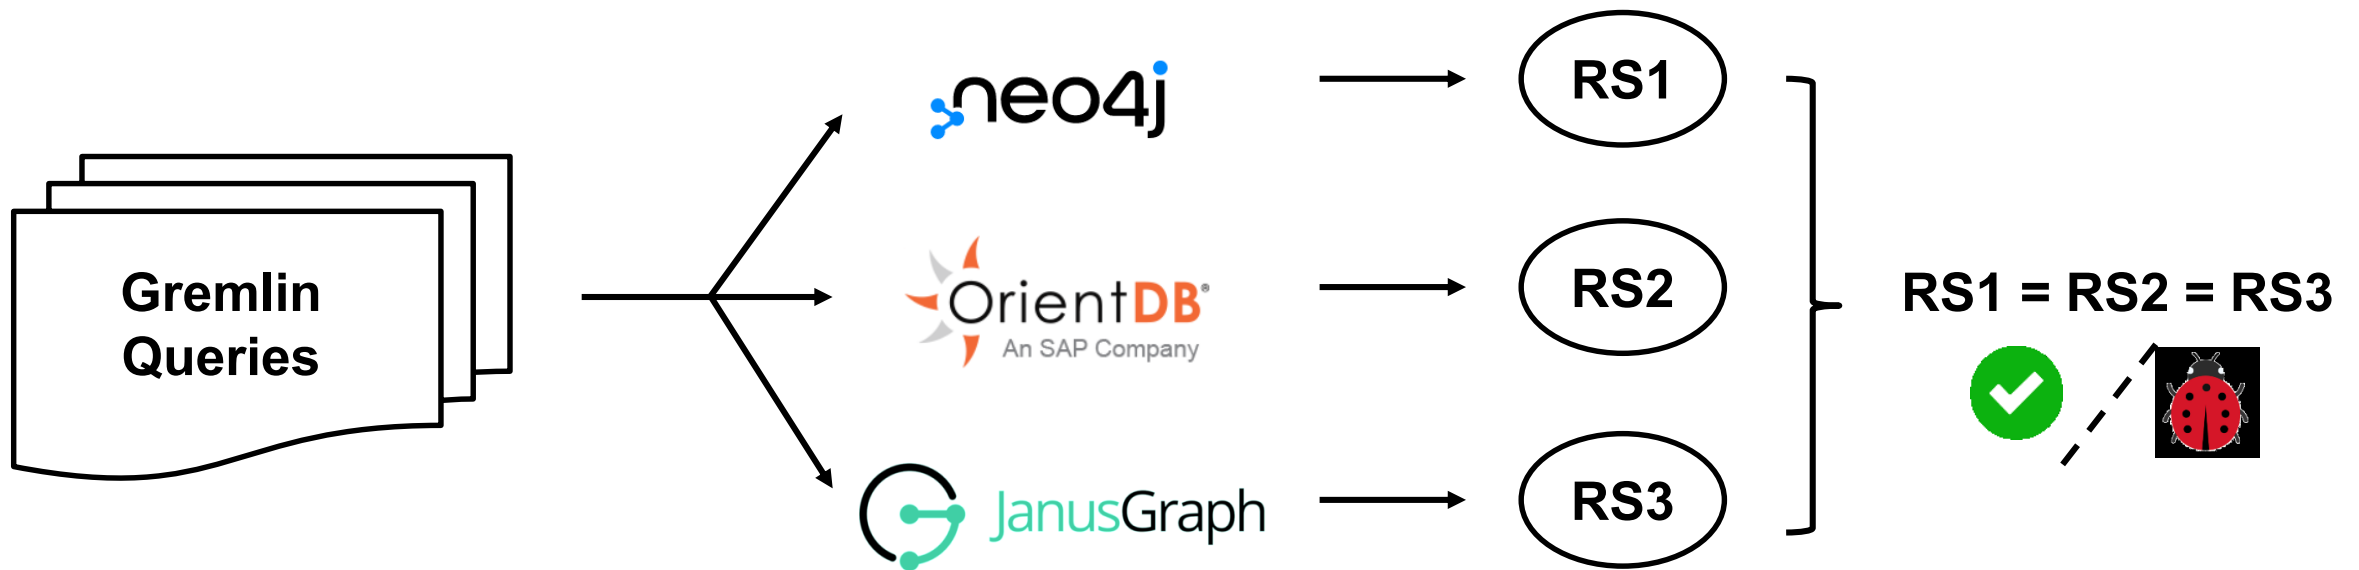 Gremlin
Queries
neo4j
OrientDB®
An SAP Company
JanusGraph
RS1
RS2
RS3
RS1 = RS2 = RS3